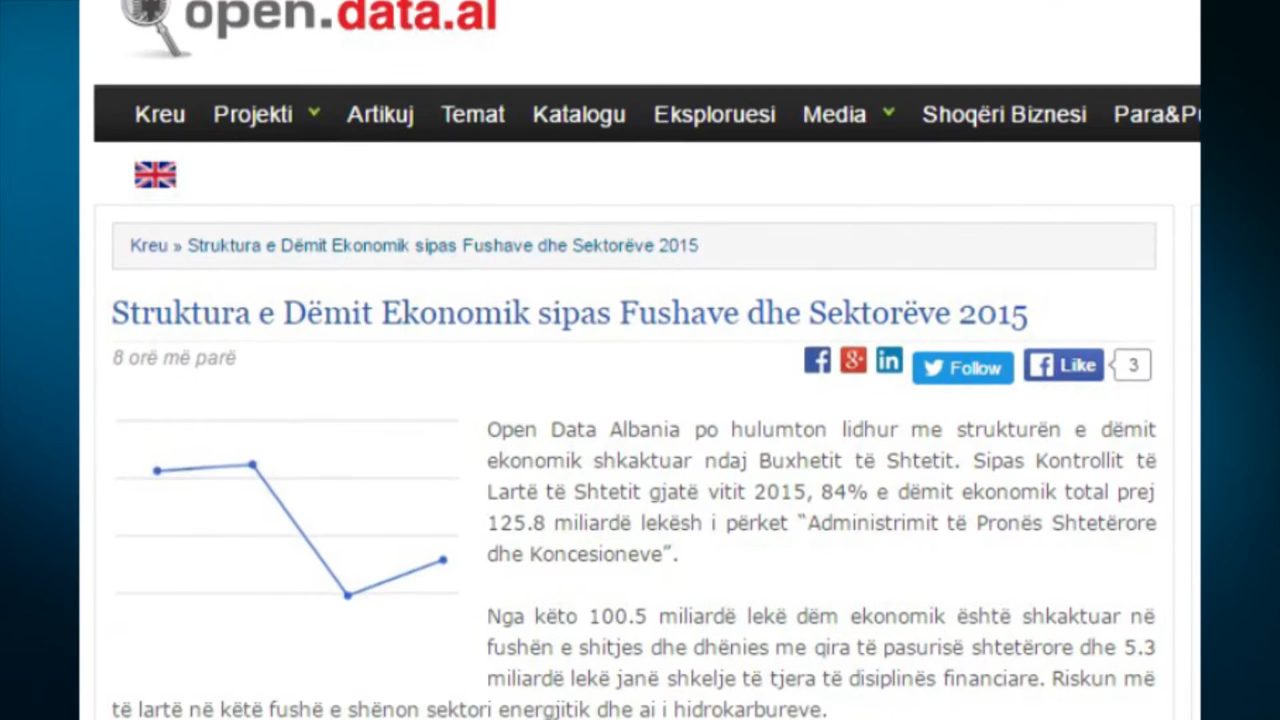 open.data.al
Kreu Projekti Artikuj Temat Katalogu Eksploruesi Media Shoqëri Biznesi Para&P
Kreu » Struktura e Dëmit Ekonomik sipas Fushave dhe Sektorëve 2015
Struktura e Dëmit Ekonomik sipas Fushave dhe Sektorëve 2015
8 orë më parë
f 8+ in Follow f Like 3
Open Data Albania po hulumton lidhur me strukturën e dëmit
ekonomik shkaktuar ndaj Buxhetit të Shtetit. Sipas Kontrollit të
Lartë të Shtetit gjatë vitit 2015, 84% e dëmit ekonomik total prej
125.8 miliardë lekësh i përket “Administrimit të Pronës Shtetërore
dhe Koncesioneve”.
Nga këto 100.5 miliardë lekë dëm ekonomik është shkaktuar në
fushën e shitjes dhe dhënies me qira të pasurisë shtetërore dhe 5.3
miliardë lekë janë shkelje të tjera të disiplinës financiare. Riskun më
të lartë në këtë fushë e shënon sektori energjitik dhe ai i hidrokarbureve.